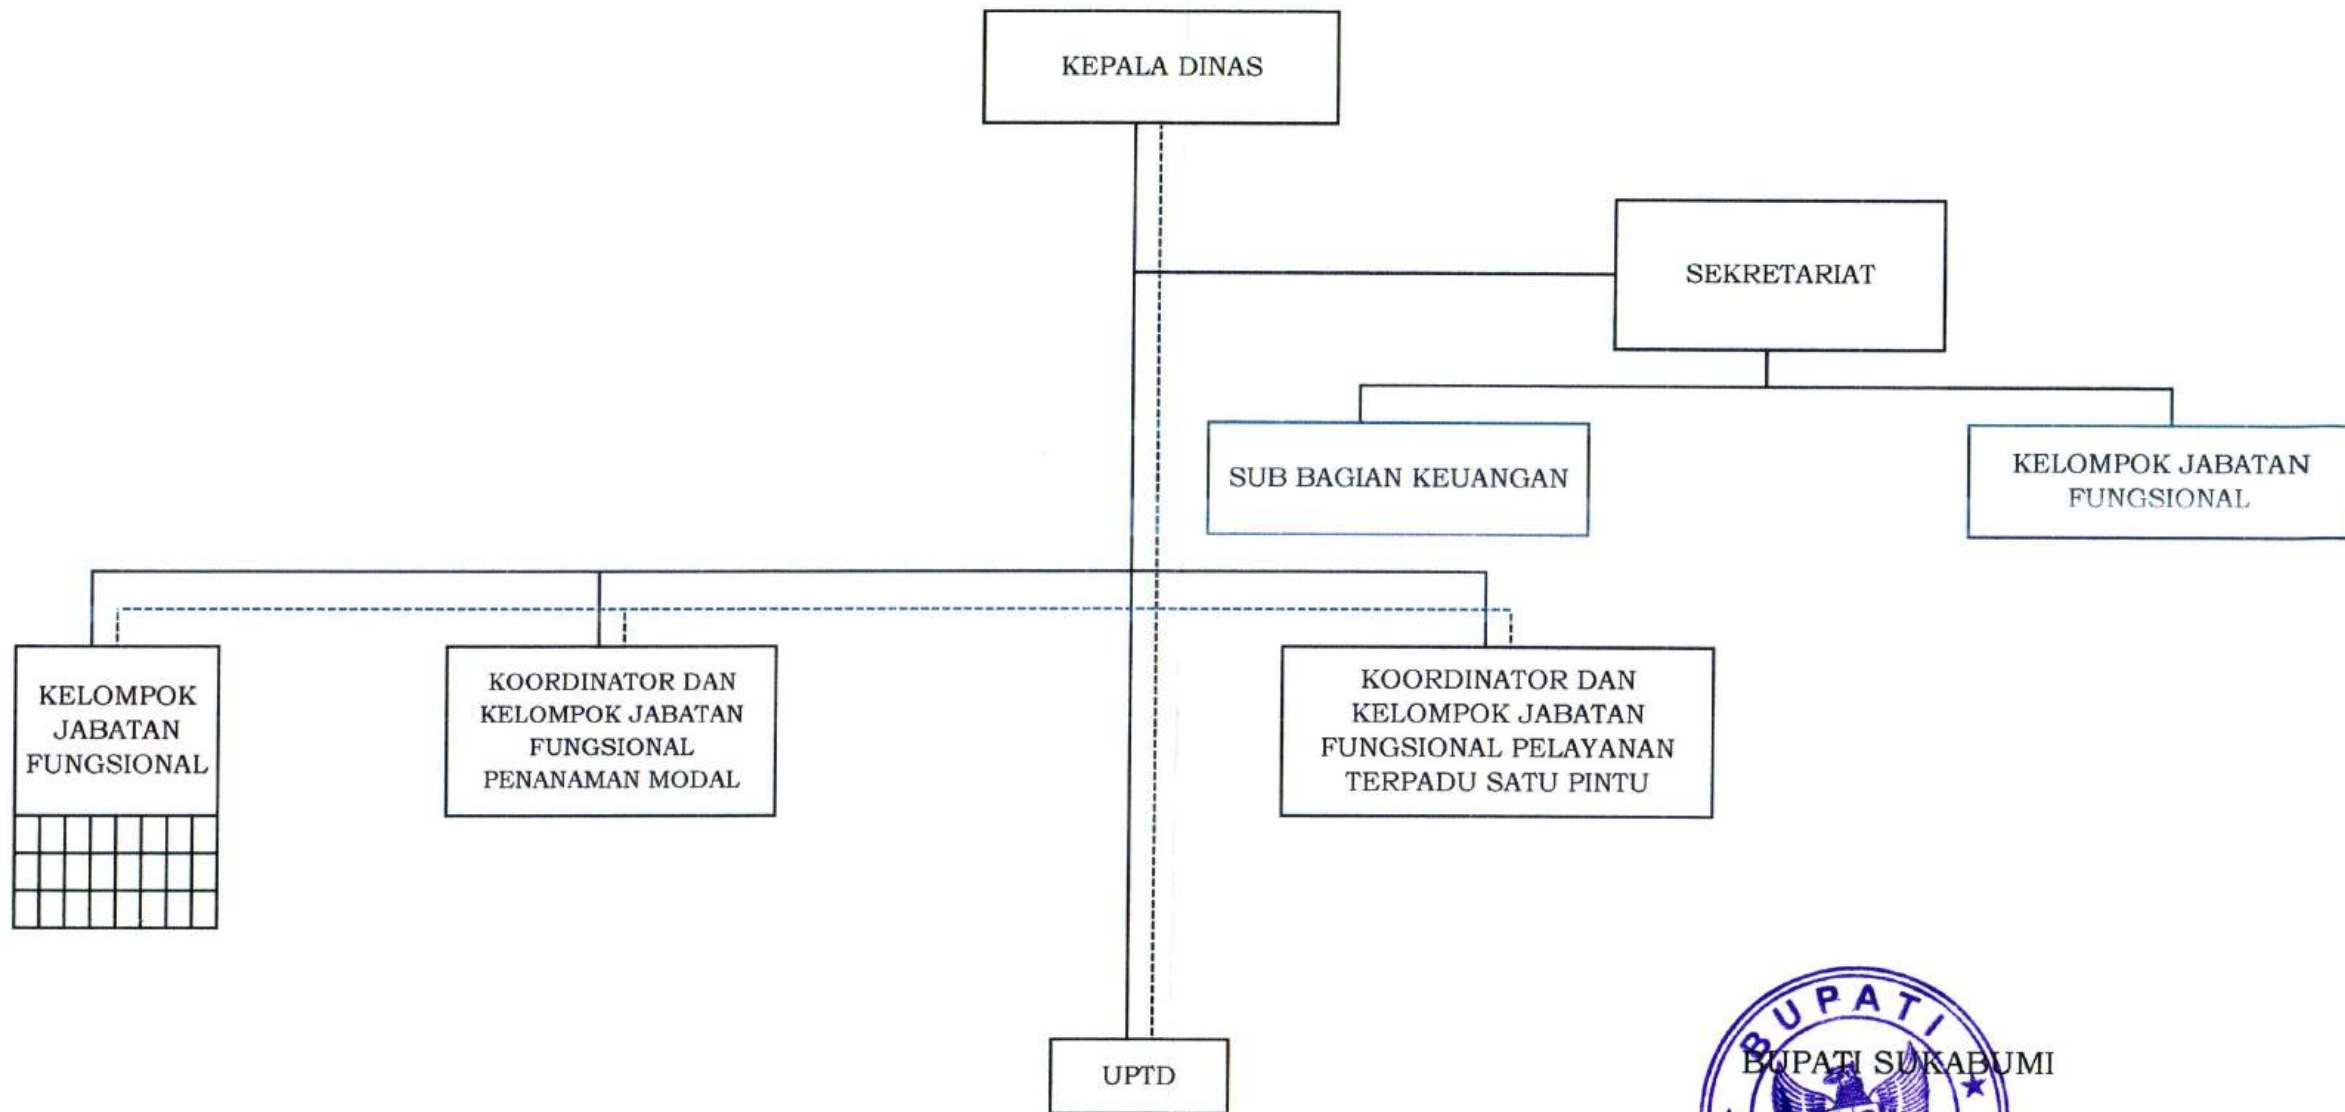 KEPALA DINAS
SEKRETARIAT
SUB BAGIAN KEUANGAN
KELOMPOK JABATAN
FUNGSIONAL
KELOMPOK
JABATAN
FUNGSIONAL
KOORDINATOR DAN
KELOMPOK JABATAN
FUNGSIONAL
PENANAMAN MODAL
KOORDINATOR DAN
KELOMPOK JABATAN
FUNGSIONAL PELAYANAN
TERPADU SATU PINTU
UPTD
BUPATI
BUPATI SUKABUMI